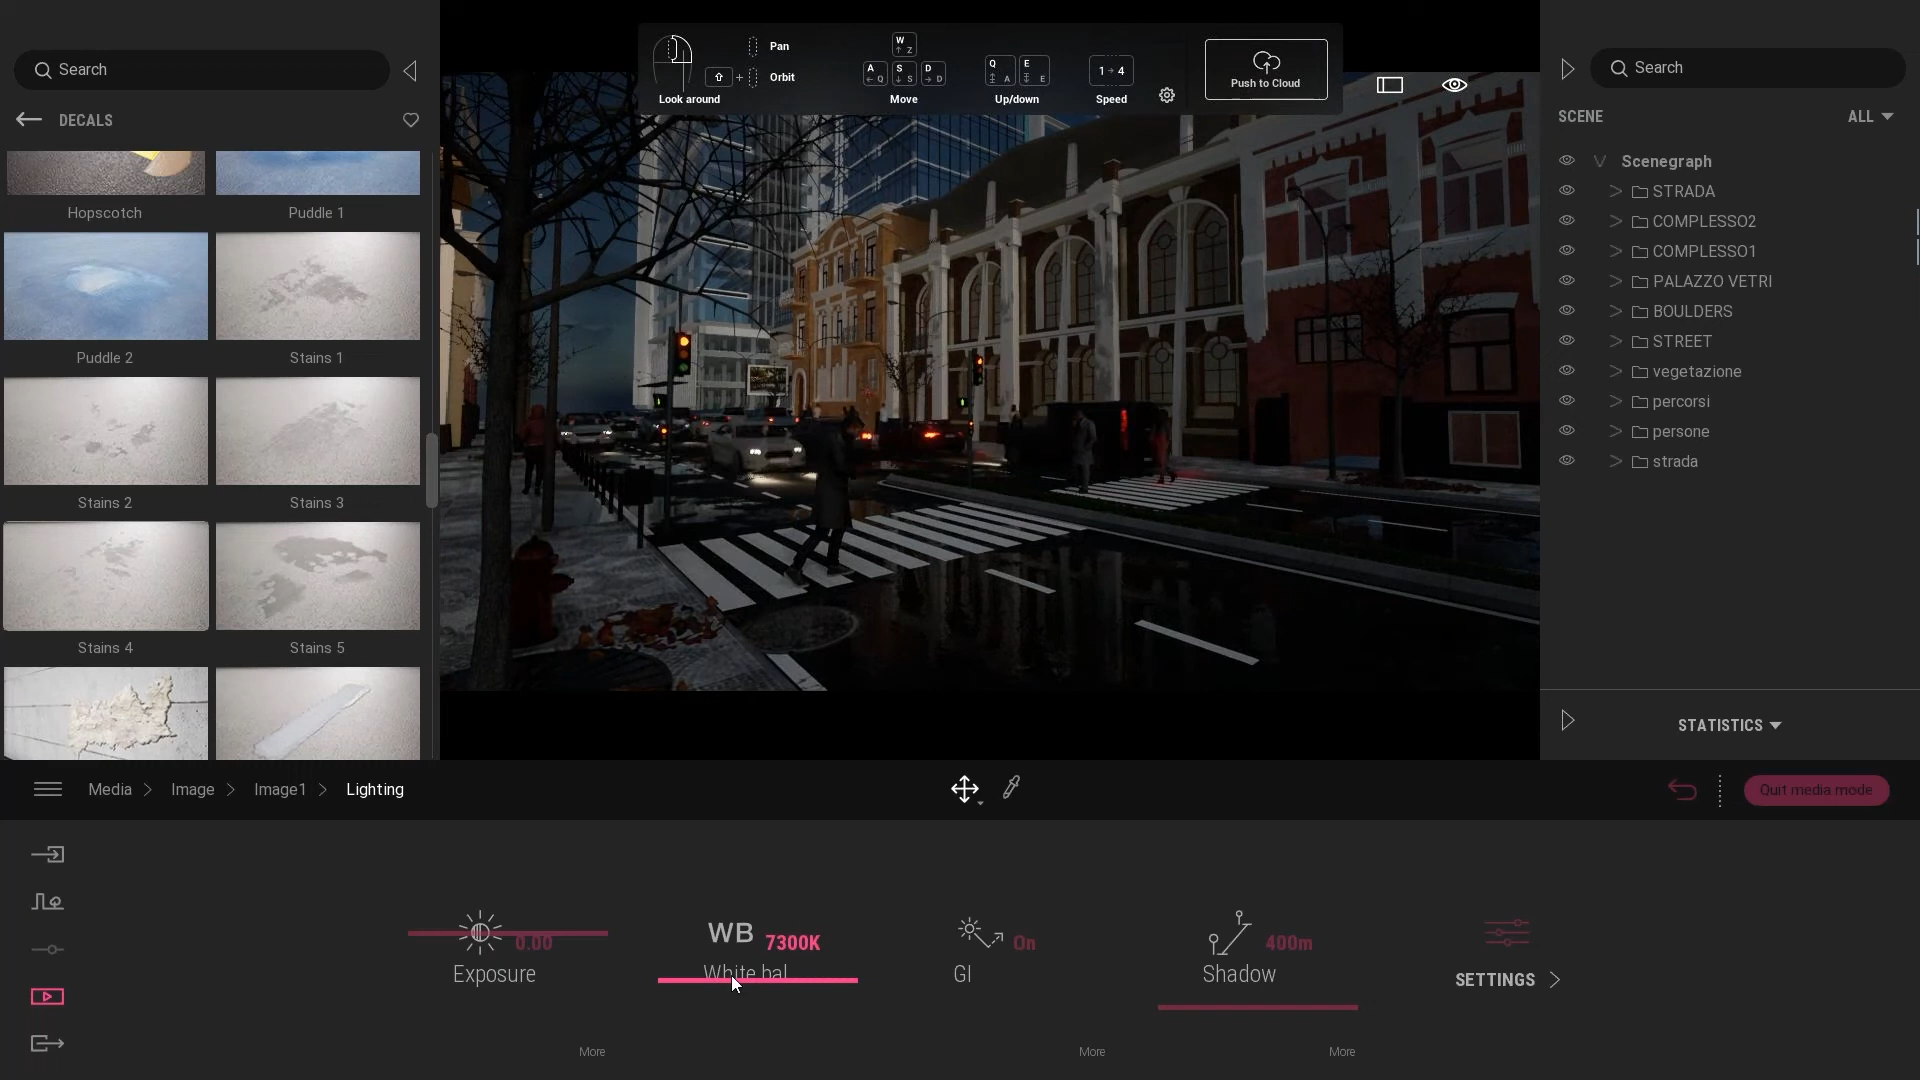 Search
DECALS
Hopscotch
Puddle 1
Puddle 2
Stains 1
Stains 2
Stains 3
Stains 4
Stains 5
Pan
Orbit
Look around
W
Z
A
Q
S
S
D
D
Move
Q
A
E
E
Up/down
1 → 4
Speed
Push to Cloud
Search
SCENE
ALL
Scenegraph
STRADA
COMPLESSO2
COMPLESSO1
PALAZZO VETRI
BOULDERS
STREET
vegetazione
percorsi
persone
strada
STATISTICS
Media
Image
Image1
Lighting
Quit media mode
0.00
Exposure
More
WB 7300K
White bal
On
GI
More
400m
Shadow
More
SETTINGS